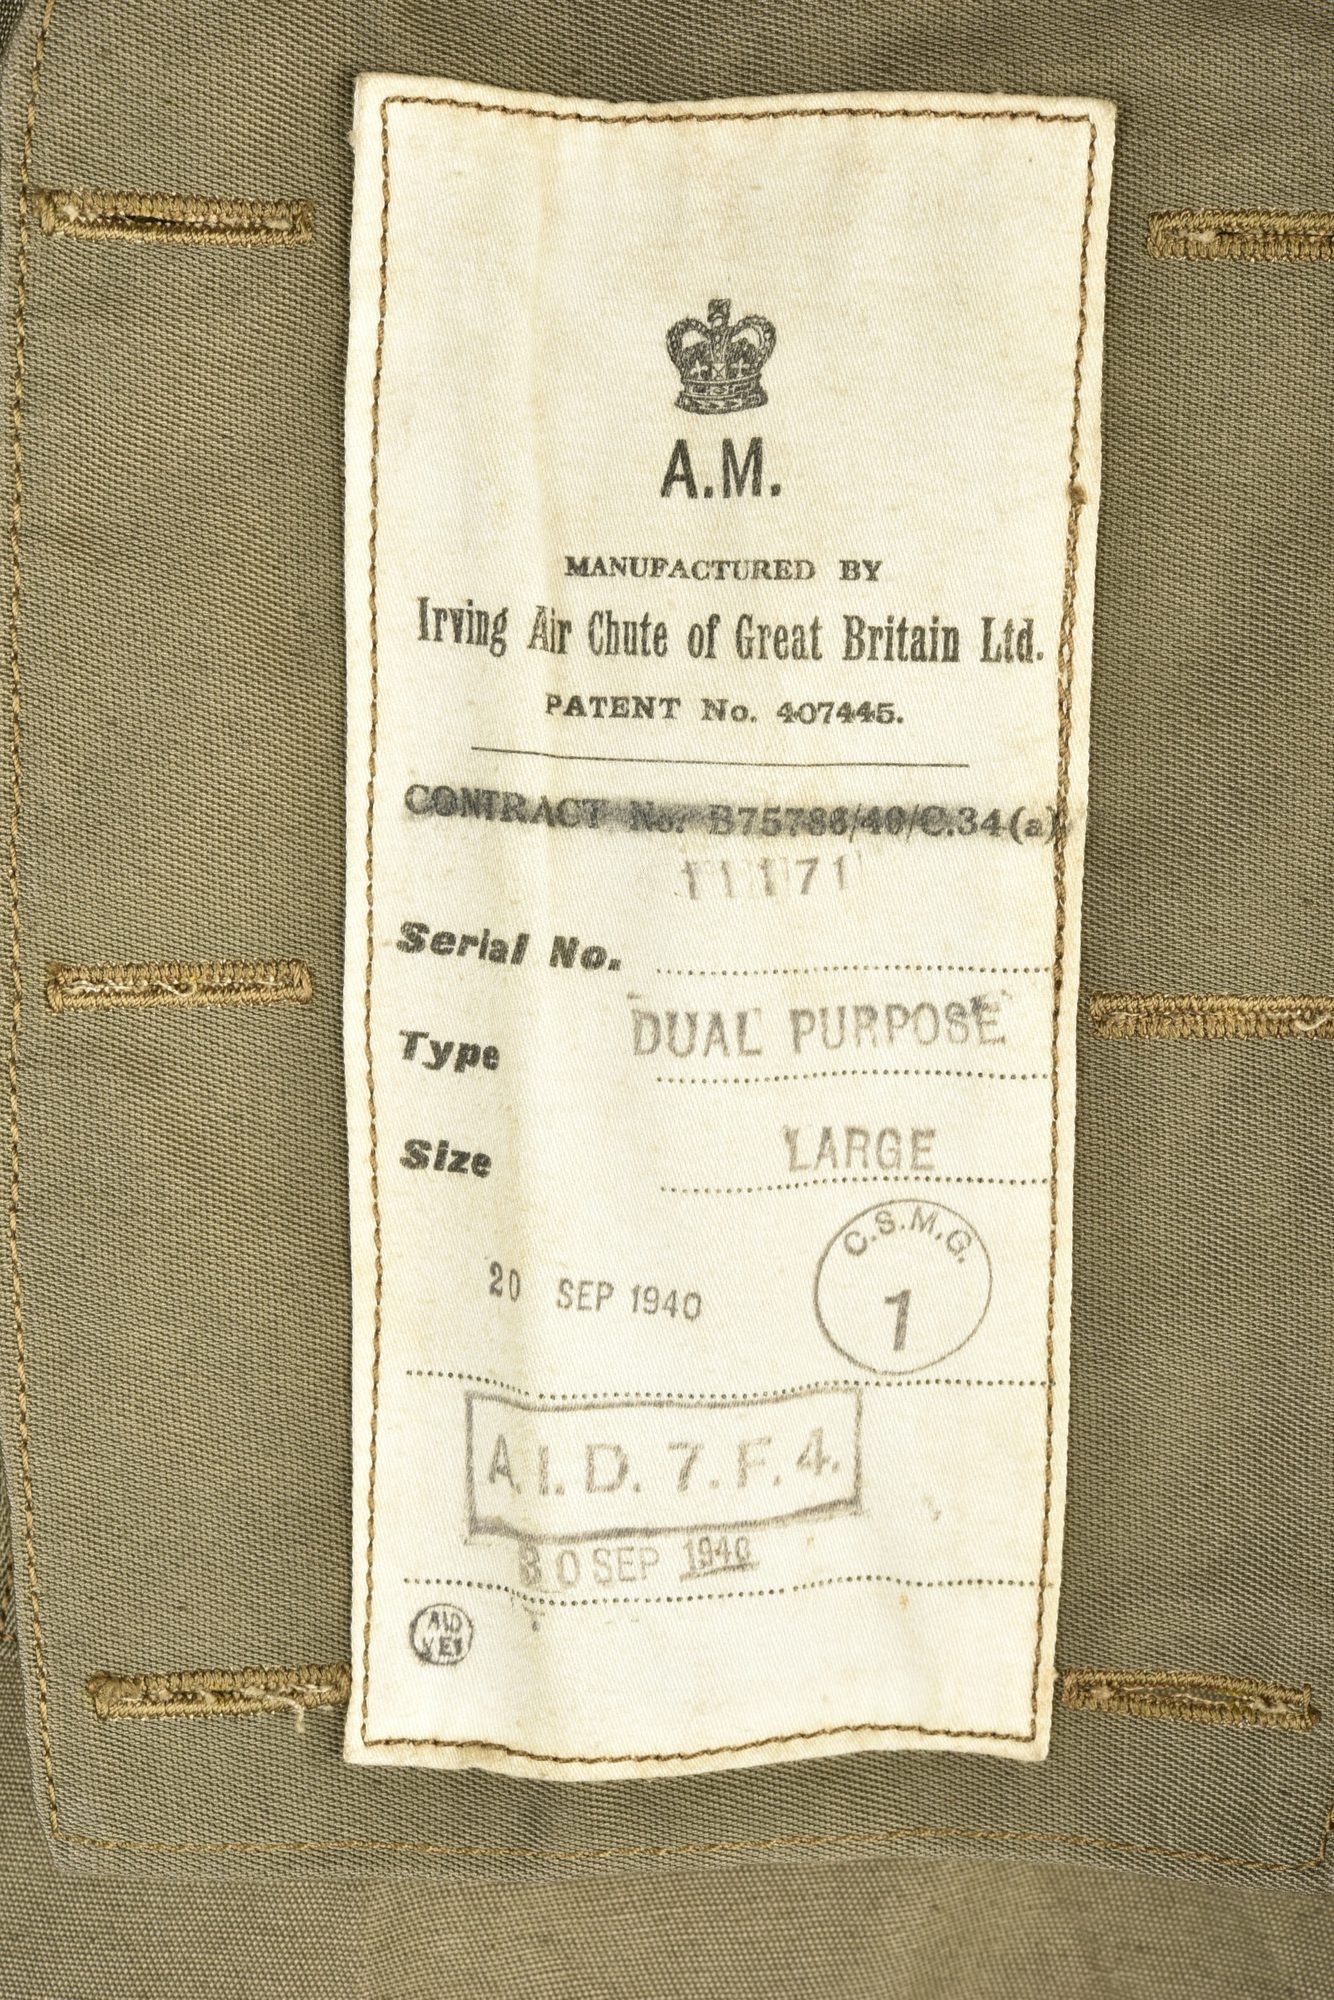 A.M.
MANUFACTURED BY
Irving Air Chute of Great Britain Ltd.
PATENT No. 407445.
CONTRACT No. B75786/40/C.34(a)
11171
Serial No.
DUAL PURPOSE
Type
LARGE
Size
C.S.M.G.
1
20 SEP 1940
A.I.D. 7.F.4.
30 SEP 1940
AID